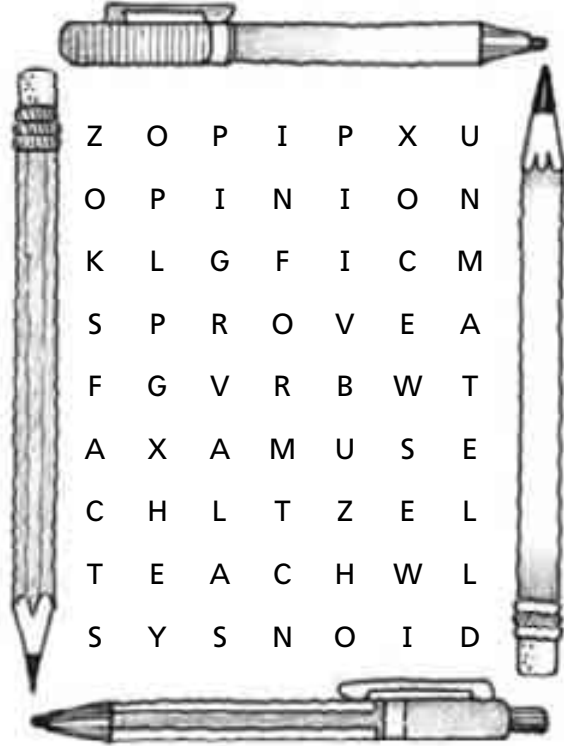 Z O P I P X U
O P I N I O N
K L G F I C M
S P R O V E A
F G V R B W T
A X A M U S E
C H L T Z E L
T E A C H W L
S Y S N O I D